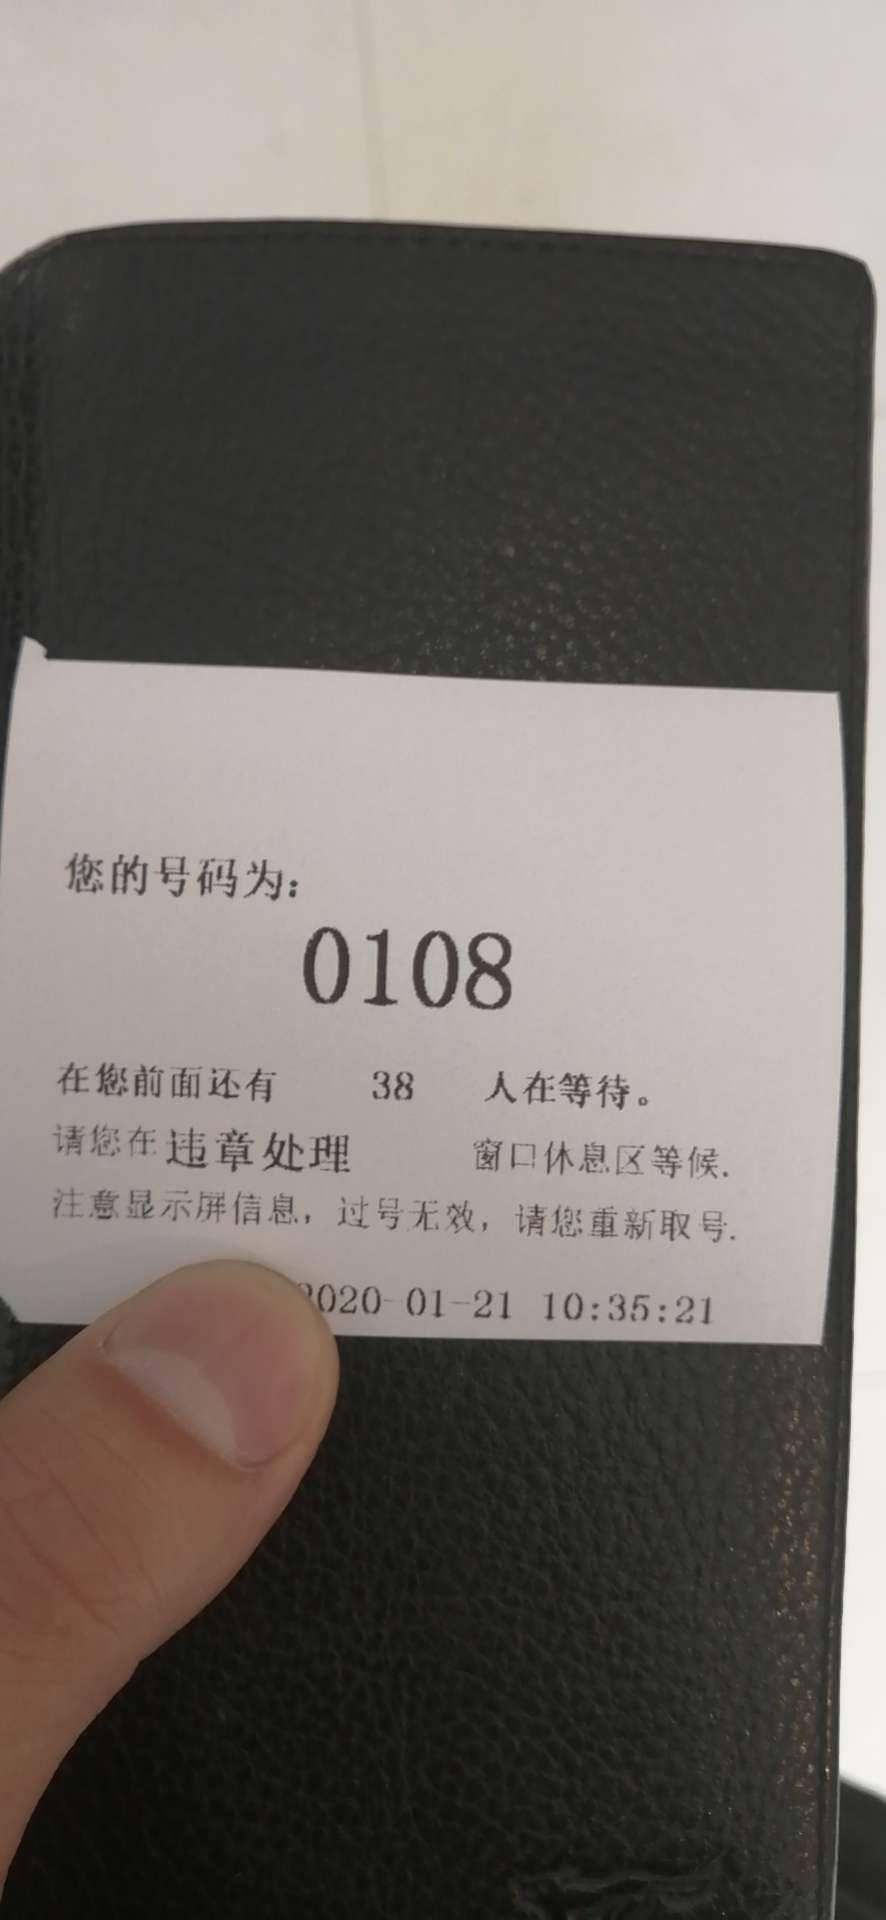 您的号码为：
0108
在您前面还有 38 人在等待。
请您在 违章处理 窗口休息区等候.
注意显示屏信息，过号无效，请您重新取号.
2020-01-21 10:35:21